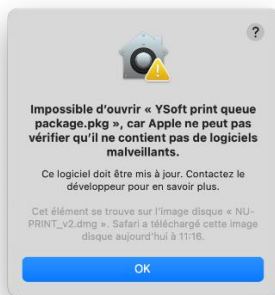 ?
Impossible d'ouvrir « YSoft print queue
package.pkg », car Apple ne peut pas
vérifier qu'il ne contient pas de logiciels
malveillants.
Ce logiciel doit être mis à jour. Contactez le
développeur pour en savoir plus.
Cet élément se trouve sur l'image disque « NU-
PRINT_v2.dmg ». Safari a téléchargé cette image
disque aujourd'hui à 11:16.
OK